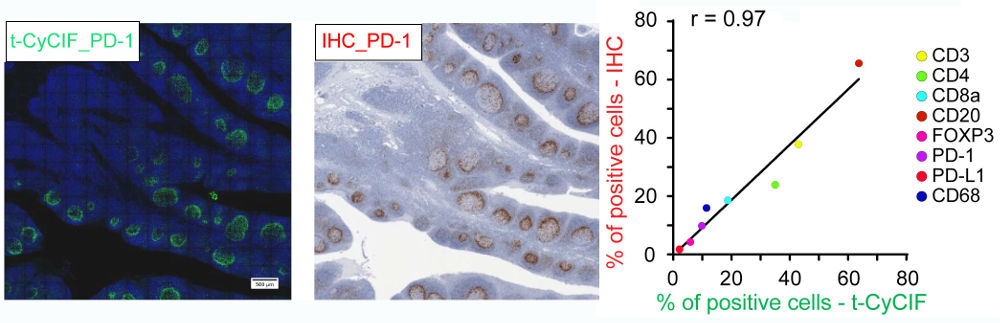 t-CyCIF_PD-1
500 µm
IHC_PD-1
r = 0.97
% of positive cells - IHC
80
60
40
20
0
0 20 40 60 80
% of positive cells - t-CyCIF
CD3
CD4
CD8a
CD20
FOXP3
PD-1
PD-L1
CD68